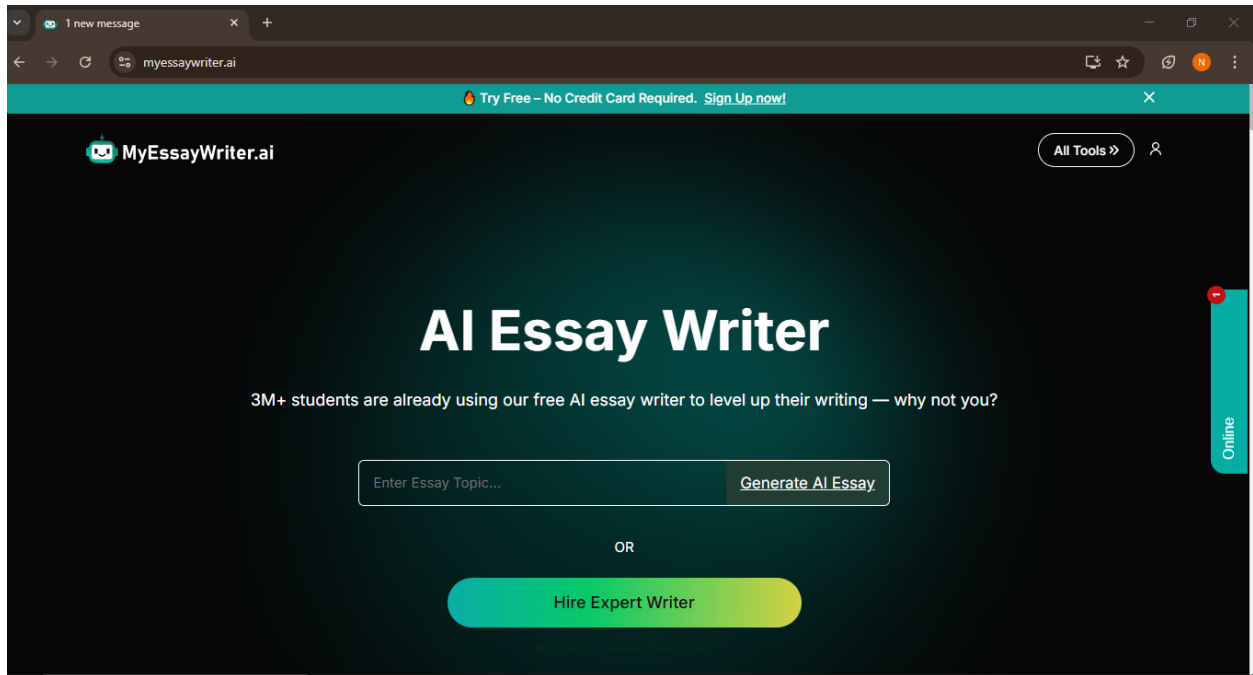 1 new message
myessaywriter.ai
N
🔥 Try Free – No Credit Card Required. Sign Up now!
MyEssayWriter.ai
All Tools »
AI Essay Writer
3M+ students are already using our free AI essay writer to level up their writing — why not you?
1
Online
Enter Essay Topic...
Generate AI Essay
OR
Hire Expert Writer